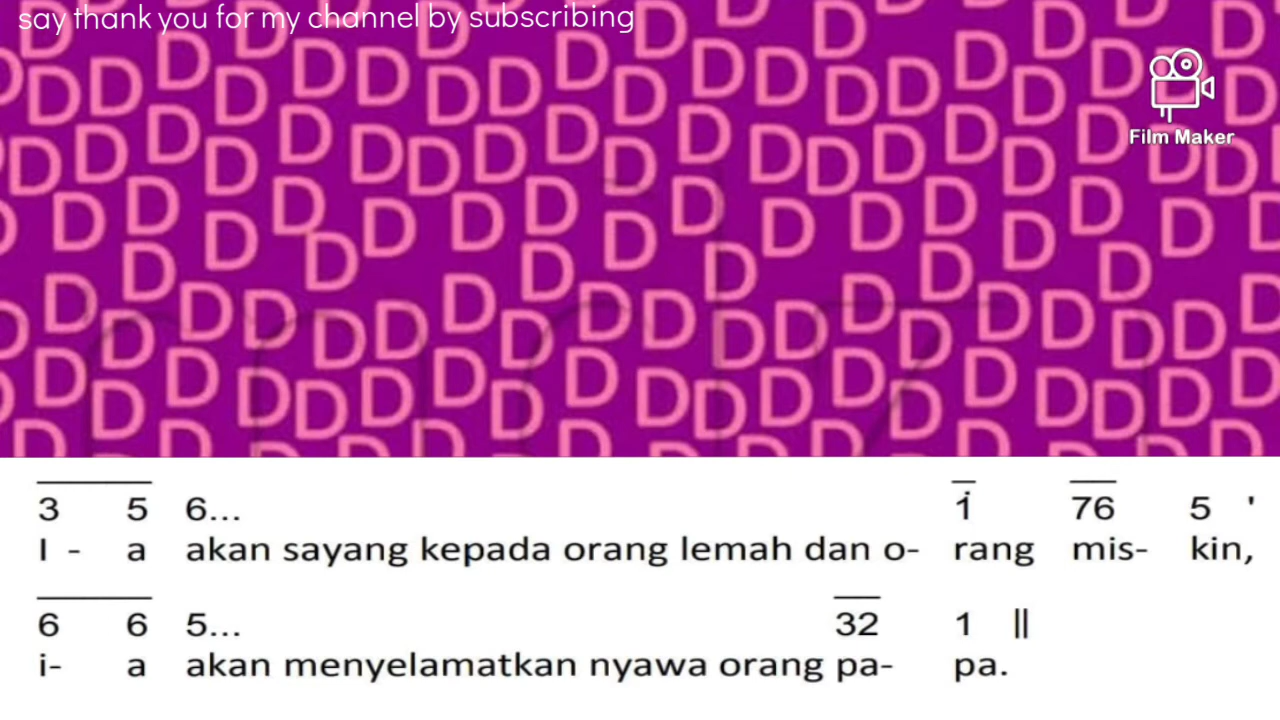 say thank you for my channel by subscribing
Film Maker
3 5 6... 1̇ 76 5 '
I - a akan sayang kepada orang lemah dan o- rang mis- kin,
6 6 5... 32 1 ||
i- a akan menyelamatkan nyawa orang pa- pa.